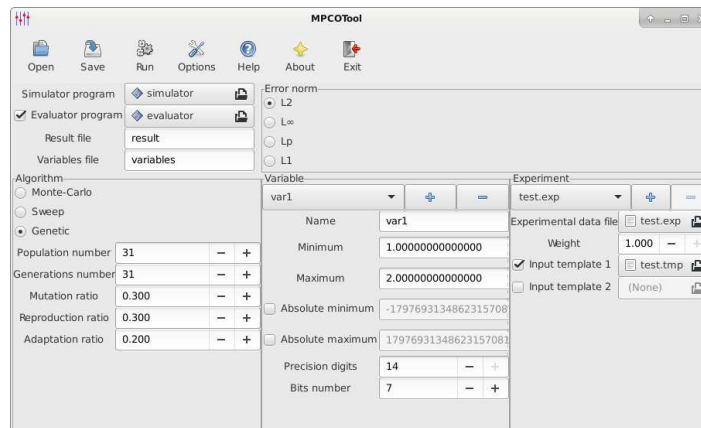 MPCOTool
Open Save Run Options Help About Exit
Simulator program simulator
Evaluator program evaluator
Result file result
Variables file variables
Error norm
L2
L∞
Lp
L1
Algorithm
Monte-Carlo
Sweep
Genetic
Population number 31
Generations number 31
Mutation ratio 0.300
Reproduction ratio 0.300
Adaptation ratio 0.200
Variable
var1
Name var1
Minimum 1.00000000000000
Maximum 2.00000000000000
Absolute minimum -1797693134862315708
Absolute maximum 1797693134862315708
Precision digits 14
Bits number 7
Experiment
test.exp
Experimental data file test.exp
Weight 1.000
Input template 1 test.tmp
Input template 2 (None)